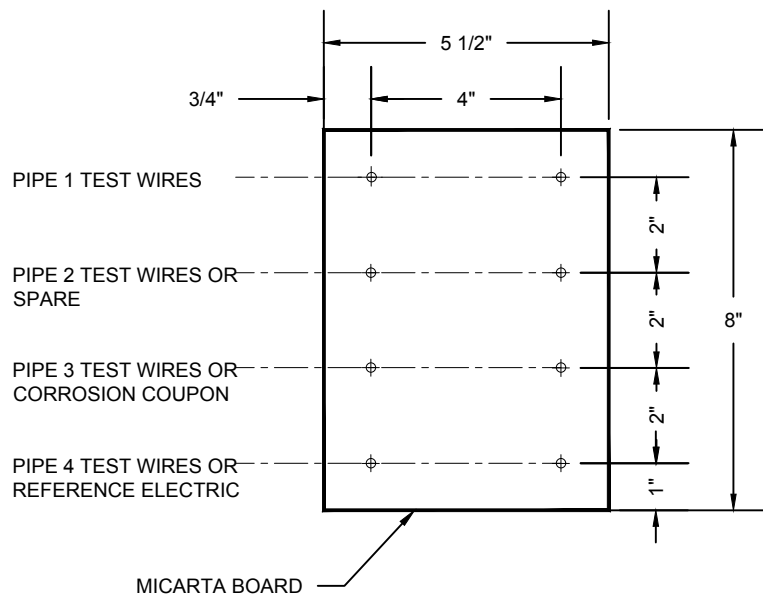 5 1/2"
3/4"
4"
PIPE 1 TEST WIRES
2"
PIPE 2 TEST WIRES OR
SPARE
2"
8"
PIPE 3 TEST WIRES OR
CORROSION COUPON
2"
PIPE 4 TEST WIRES OR
REFERENCE ELECTRIC
1"
MICARTA BOARD